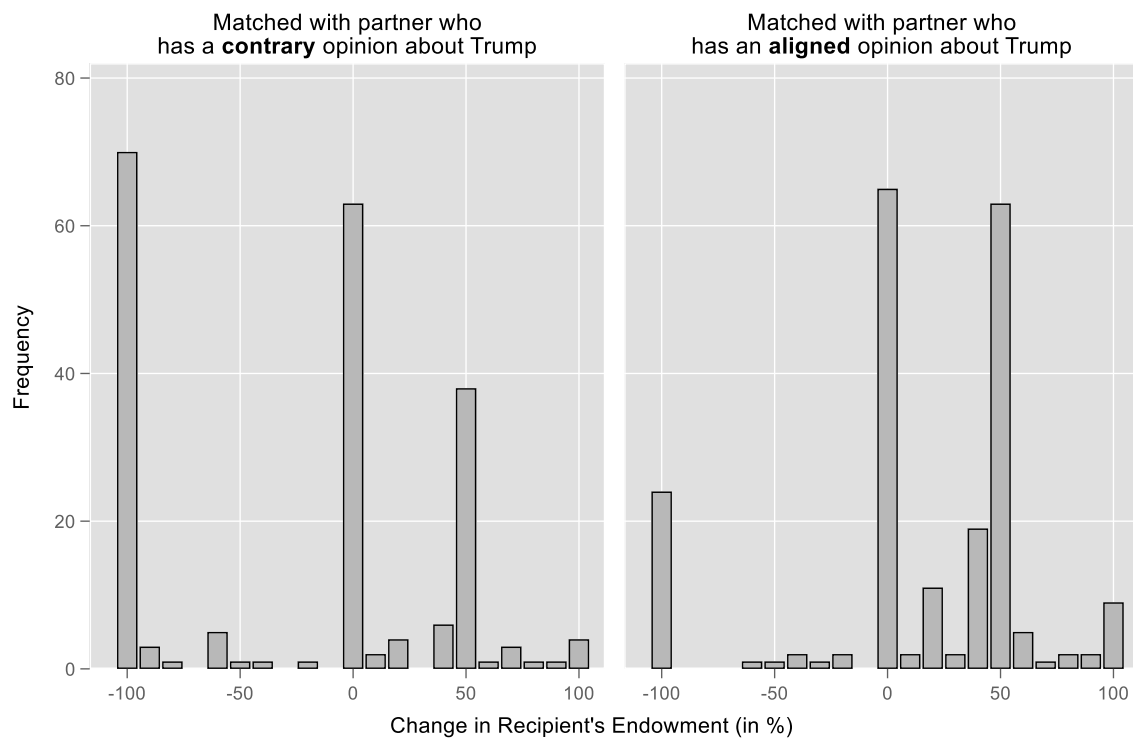 Matched with partner who
has a contrary opinion about Trump
Matched with partner who
has an aligned opinion about Trump
80
60
40
20
0
Frequency
-100
-50
0
50
100
-100
-50
0
50
100
Change in Recipient's Endowment (in %)